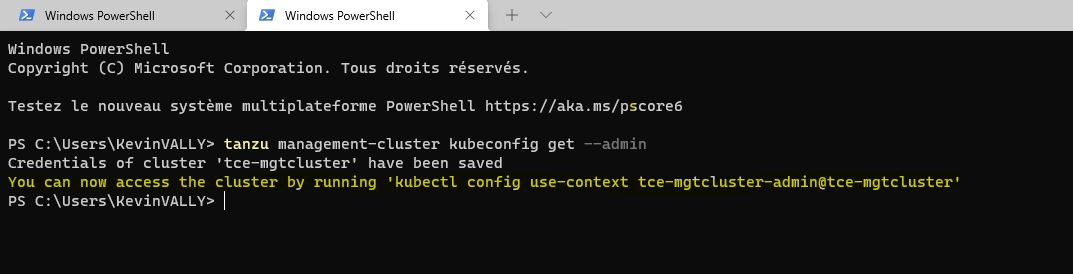 Windows PowerShell
Windows PowerShell
Windows PowerShell
Copyright (C) Microsoft Corporation. Tous droits réservés.
Testez le nouveau système multiplateforme PowerShell https://aka.ms/pscore6
PS C:\Users\KevinVALLY> tanzu management-cluster kubeconfig get --admin
Credentials of cluster 'tce-mgtcluster' have been saved
You can now access the cluster by running 'kubectl config use-context tce-mgtcluster-admin@tce-mgtcluster'
PS C:\Users\KevinVALLY>